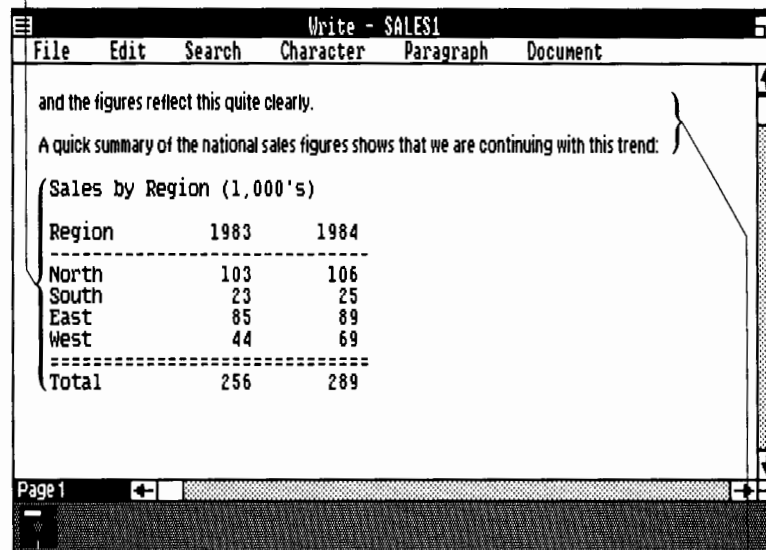 Write - SALES1
File Edit Search Character Paragraph Document
and the figures reflect this quite clearly.
A quick summary of the national sales figures shows that we are continuing with this trend:
Sales by Region (1,000's)
Region 1983 1984
------------------------------
North 103 106
South 23 25
East 85 89
West 44 69
==============================
Total 256 289
Page 1